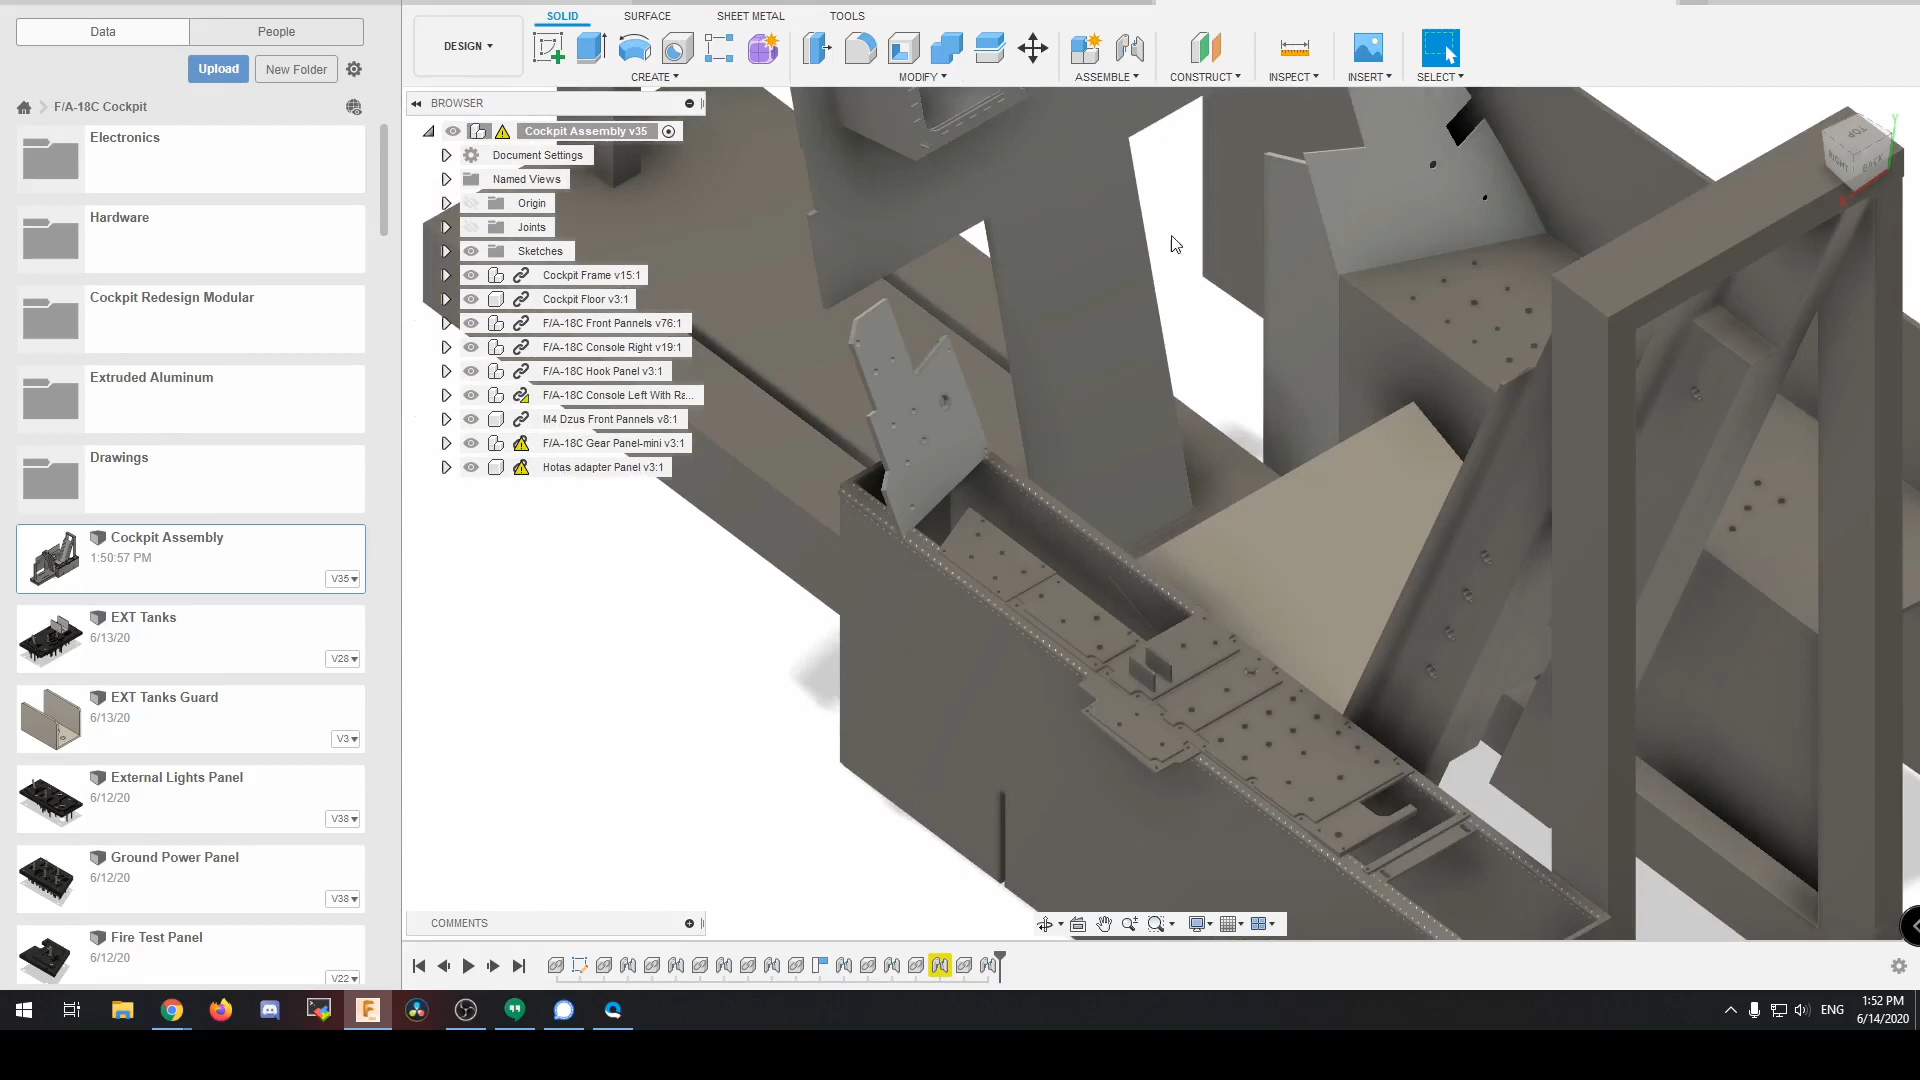 Data
People
Upload
New Folder
F/A-18C Cockpit
Electronics
Hardware
Cockpit Redesign Modular
Extruded Aluminum
Drawings
Cockpit Assembly
1:50:57 PM
V35
EXT Tanks
6/13/20
V28
EXT Tanks Guard
6/13/20
V3
External Lights Panel
6/12/20
V38
Ground Power Panel
6/12/20
V38
Fire Test Panel
6/12/20
V22
SOLID
SURFACE
SHEET METAL
TOOLS
DESIGN
CREATE
MODIFY
ASSEMBLE
CONSTRUCT
INSPECT
INSERT
SELECT
BROWSER
Cockpit Assembly v35
Document Settings
Named Views
Origin
Joints
Sketches
Cockpit Frame v15:1
Cockpit Floor v3:1
F/A-18C Front Pannels v76:1
F/A-18C Console Right v19:1
F/A-18C Hook Panel v3:1
F/A-18C Console Left With Ra...
M4 Dzus Front Pannels v8:1
F/A-18C Gear Panel-mini v3:1
Hotas adapter Panel v3:1
TOP
RIGHT
BACK
Y
X
COMMENTS
ENG
1:52 PM
6/14/2020